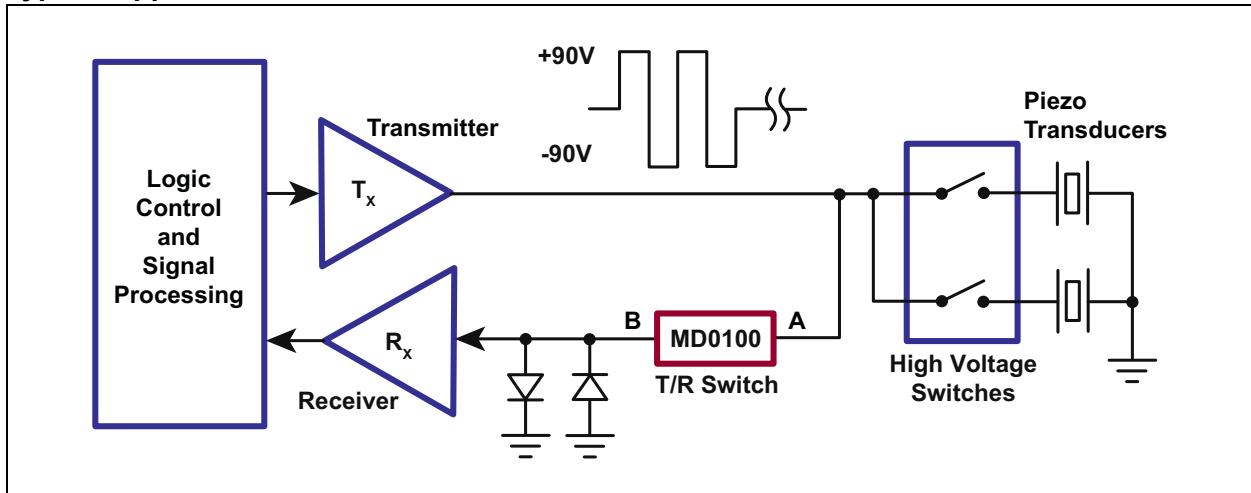 Logic
Control
and
Signal
Processing
Transmitter
Tx
+90V
-90V
Piezo
Transducers
High Voltage
Switches
B
MD0100
A
T/R Switch
Rx
Receiver